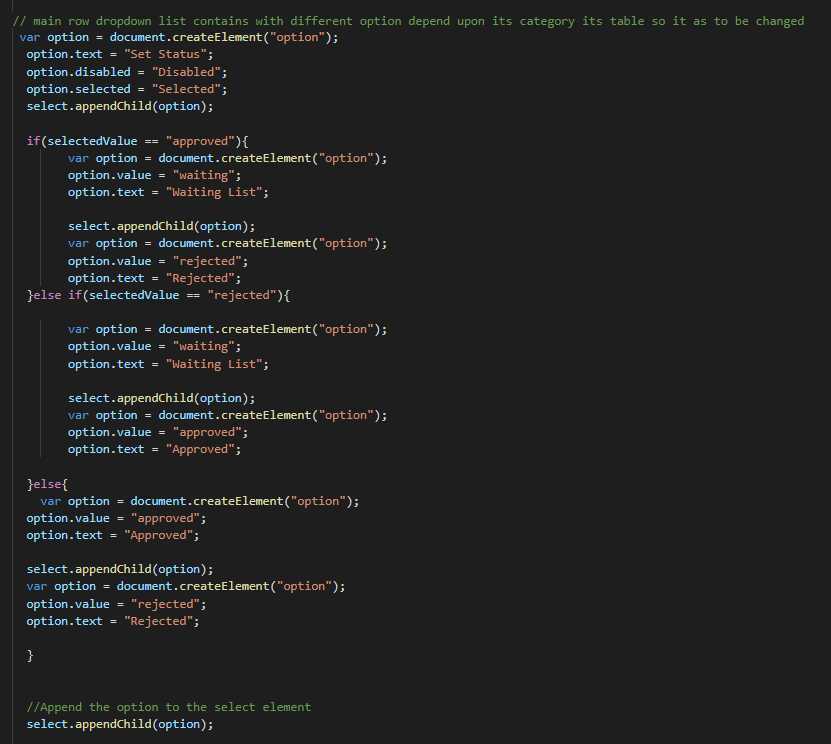 // main row dropdown list contains with different option depend upon its category its table so it as to be changed
var option = document.createElement("option");
option.text = "Set Status";
option.disabled = "Disabled";
option.selected = "Selected";
select.appendChild(option);
if(selectedValue == "approved"){
var option = document.createElement("option");
option.value = "waiting";
option.text = "Waiting List";
select.appendChild(option);
var option = document.createElement("option");
option.value = "rejected";
option.text = "Rejected";
}else if(selectedValue == "rejected"){
var option = document.createElement("option");
option.value = "waiting";
option.text = "Waiting List";
select.appendChild(option);
var option = document.createElement("option");
option.value = "approved";
option.text = "Approved";
}else{
var option = document.createElement("option");
option.value = "approved";
option.text = "Approved";
select.appendChild(option);
var option = document.createElement("option");
option.value = "rejected";
option.text = "Rejected";
}
//Append the option to the select element
select.appendChild(option);